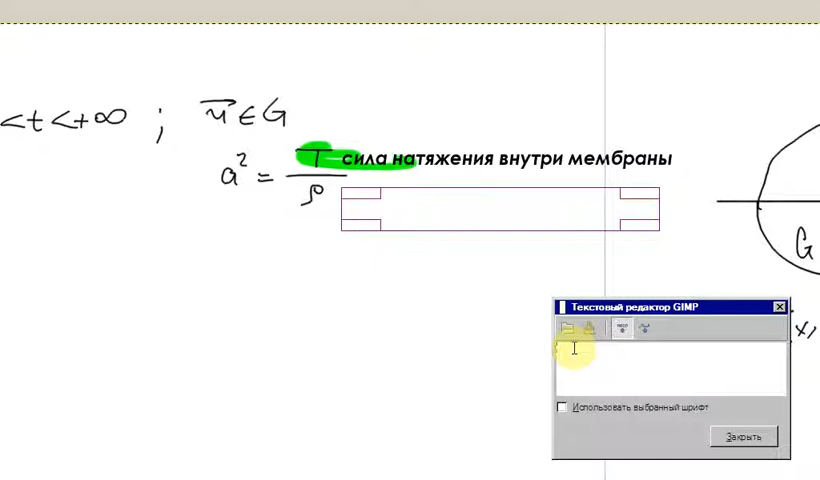 <t<+∞ ; r⃗ ∈ G
a² = T/ρ сила натяжения внутри мембраны
G
Текстовый редактор GIMP
Использовать выбранный шрифт
Закрыть